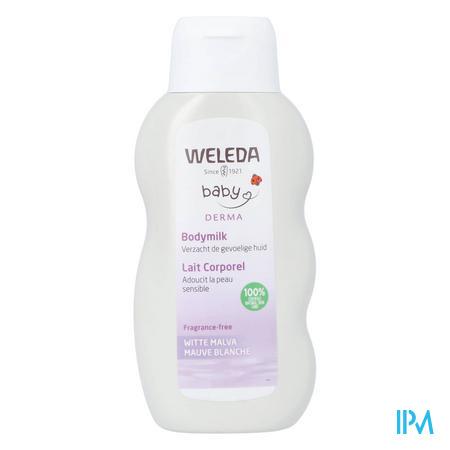 WELEDA
Since 1921
baby
DERMA
Bodymilk
Verzacht de gevoelige huid
Lait Corporel
Adoucit la peau
sensible
100%
Fragrance-free
WITTE MALVA
MAUVE BLANCHE
IPM